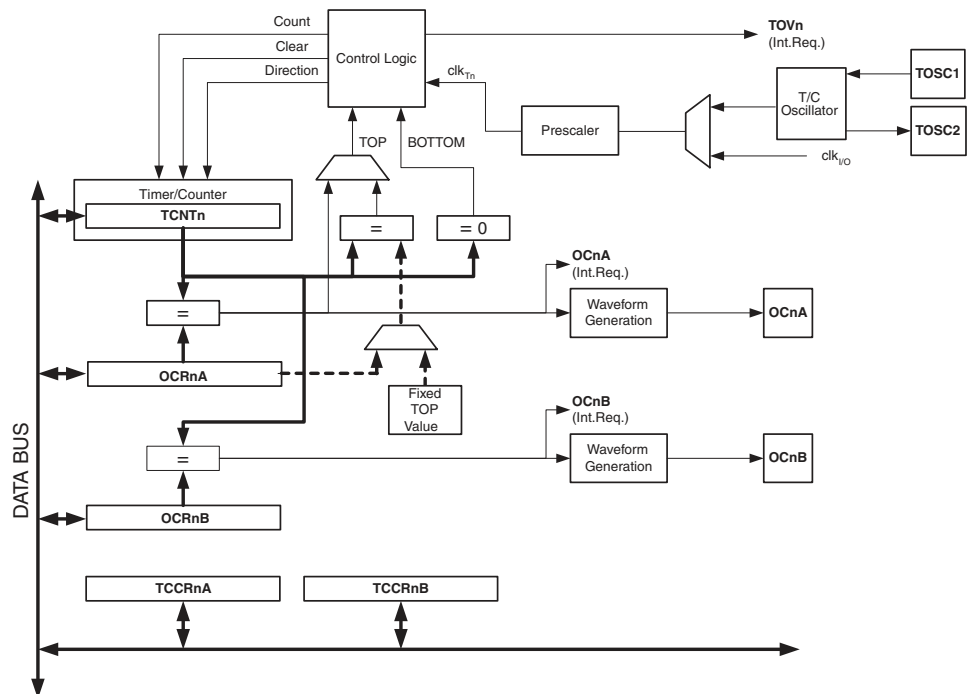 Count
Clear
Direction
Control Logic
TOVn
(Int.Req.)
clkTn
TOSC1
T/C
Oscillator
TOSC2
Prescaler
clkI/O
TOP
BOTTOM
Timer/Counter
TCNTn
=
= 0
OCnA
(Int.Req.)
=
Waveform
Generation
OCnA
OCRnA
Fixed
TOP
Value
OCnB
(Int.Req.)
=
Waveform
Generation
OCnB
OCRnB
DATA BUS
TCCRnA
TCCRnB